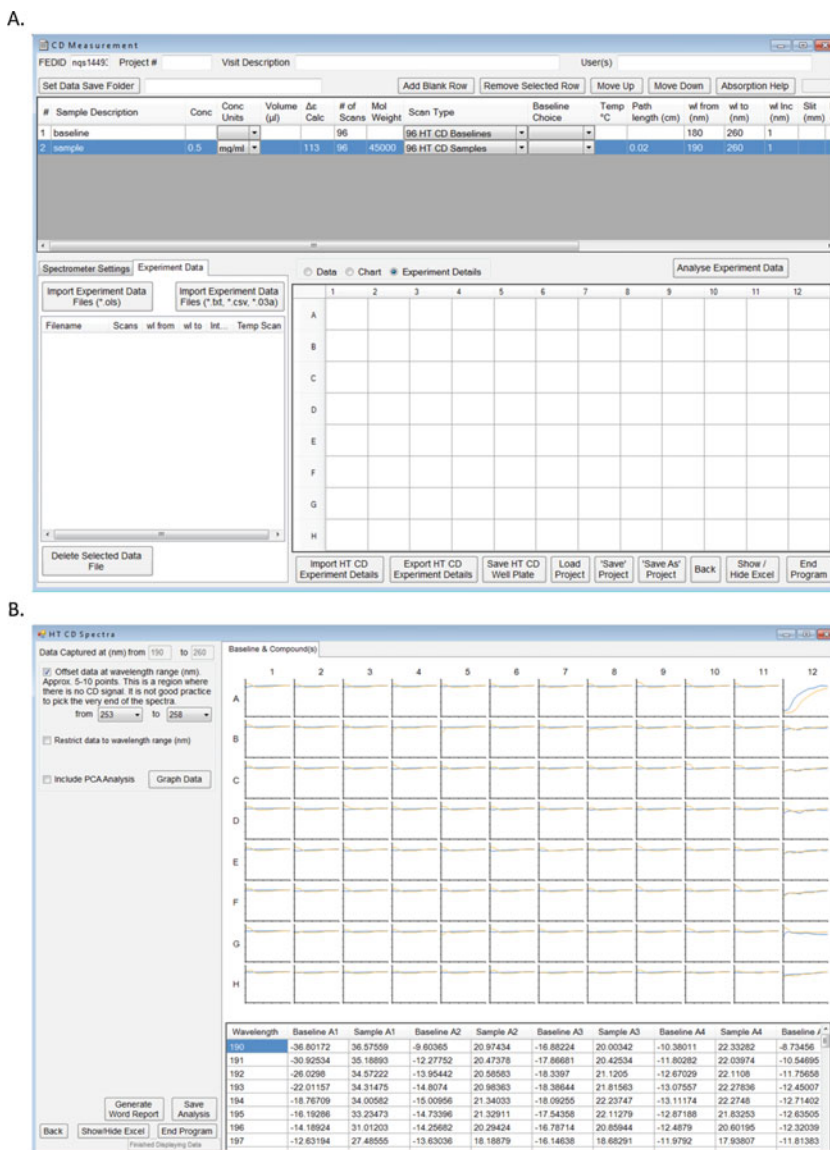 A.
CD Measurement
FEDID nqs1449: Project # Visit Description User(s)
Set Data Save Folder Add Blank Row Remove Selected Row Move Up Move Down Absorption Help
# Sample Description Conc Conc Units Volume (µl) Δε Calc # of Scans Mol Weight Scan Type Baseline Choice Temp °C Path length (cm) wl from (nm) wl to (nm) wl Inc (nm) Slit (mm)
1 baseline 96 96 HT CD Baselines 180 260 1
2 sample 0.5 mg/ml 113 96 45000 96 HT CD Samples 0.02 190 260 1
Spectrometer Settings Experiment Data Data Chart Experiment Details Analyse Experiment Data
Import Experiment Data Files (*.ols) Import Experiment Data Files (*.txt, *.csv, *.03a)
Filename Scans wl from wl to Int... Temp Scan
1 2 3 4 5 6 7 8 9 10 11 12
A
B
C
D
E
F
G
H
Delete Selected Data File
Import HT CD Experiment Details Export HT CD Experiment Details Save HT CD Well Plate Load Project 'Save' Project 'Save As' Project Back Show / Hide Excel End Program
B.
HT CD Spectra
Data Captured at (nm) from 190 to 260
Offset data at wavelength range (nm).
Approx. 5-10 points. This is a region where
there is no CD signal. It is not good practice
to pick the very end of the spectra.
from 253 to 258
Restrict data to wavelength range (nm)
Include PCA Analysis Graph Data
Generate Word Report Save Analysis
Back Show/Hide Excel End Program
Finished Displaying Data
Baseline & Compound(s)
1 2 3 4 5 6 7 8 9 10 11 12
A
B
C
D
E
F
G
H
Wavelength Baseline A1 Sample A1 Baseline A2 Sample A2 Baseline A3 Sample A3 Baseline A4 Sample A4 Baseline
190 -36.80172 36.57559 -9.60365 20.97434 -16.88224 20.00342 -10.38011 22.33282 -8.73456
191 -30.92534 35.18893 -12.27752 20.47378 -17.86681 20.42534 -11.80282 22.03974 -10.54695
192 -26.0298 34.57222 -13.95442 20.58583 -18.3397 21.1205 -12.67029 22.1108 -11.75658
193 -22.01157 34.31475 -14.8074 20.98363 -18.38644 21.81563 -13.07557 22.27836 -12.45007
194 -18.76709 34.00582 -15.00956 21.34033 -18.09255 22.23747 -13.11174 22.2748 -12.71402
195 -16.19286 33.23473 -14.73396 21.32911 -17.54358 22.11279 -12.87188 21.83253 -12.63505
196 -14.18924 31.01203 -14.25682 20.29424 -16.78714 20.85944 -12.4879 20.60195 -12.32039
197 -12.63194 27.48555 -13.63036 18.18879 -16.14638 18.68291 -11.9792 17.93807 -11.81383